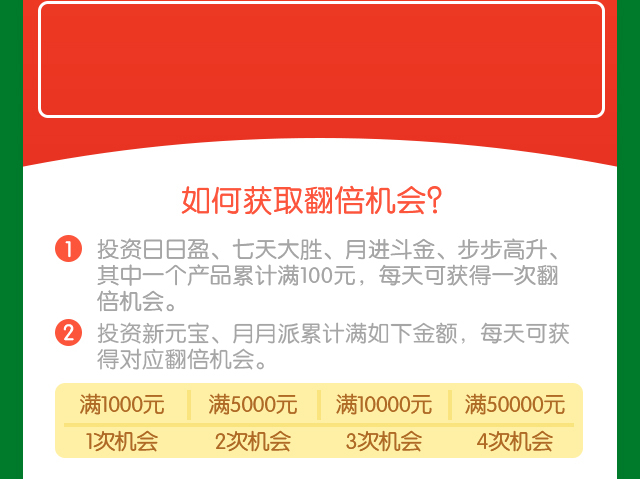 如何获取翻倍机会？
1 投资日日盈、七天大胜、月进斗金、步步高升、
其中一个产品累计满100元，每天可获得一次翻
倍机会。
2 投资新元宝、月月派累计满如下金额，每天可获
得对应翻倍机会。
满1000元 满5000元 满10000元 满50000元
1次机会 2次机会 3次机会 4次机会